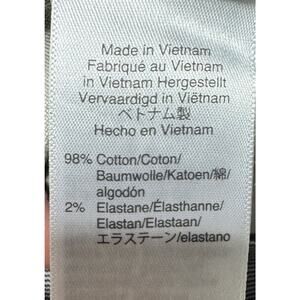 Made in Vietnam
Fabriqué au Vietnam
in Vietnam Hergestellt
Vervaardigd in Viëtnam
ベトナム製
Hecho en Vietnam
98% Cotton/Coton/
Baumwolle/Katoen/綿/
algodón
2% Elastane/Élasthanne/
Elastan/Elastaan/
エラステーン/elastano